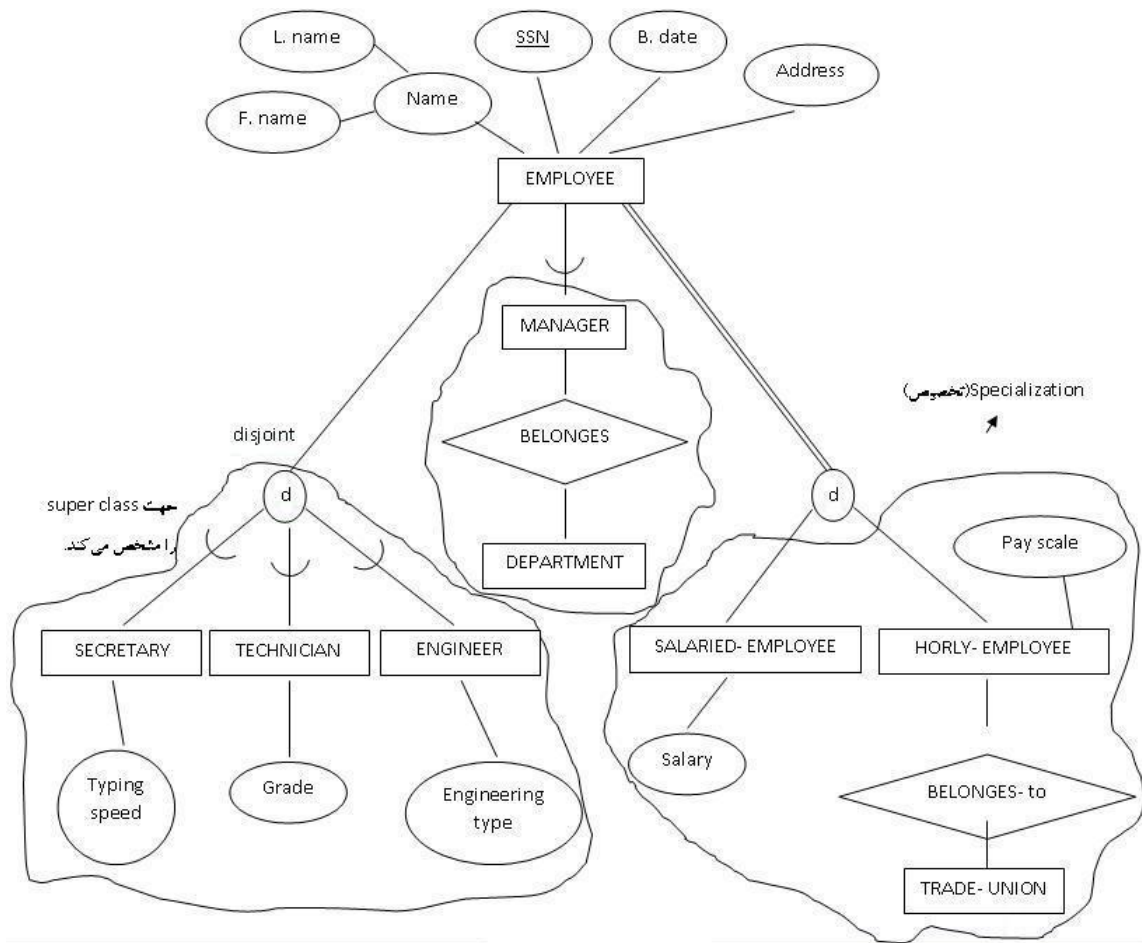 L. name
SSN
B. date
Address
Name
F. name
EMPLOYEE
MANAGER
Specialization(تخصیص)
BELONGES
disjoint
d
d
جهت super class
را مشخص می‌کند.
DEPARTMENT
Pay scale
SECRETARY
TECHNICIAN
ENGINEER
SALARIED- EMPLOYEE
HORLY- EMPLOYEE
Typing
speed
Grade
Engineering
type
Salary
BELONGES- to
TRADE- UNION